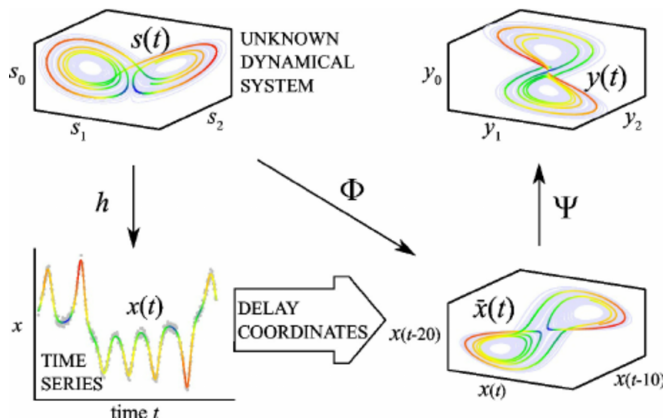 s(t)
UNKNOWN
DYNAMICAL
SYSTEM
s0
s1
s2
y(t)
y0
y1
y2
h
Φ
Ψ
x(t)
x
TIME
SERIES
time t
DELAY
COORDINATES
x̄(t)
x(t-20)
x(t)
x(t-10)